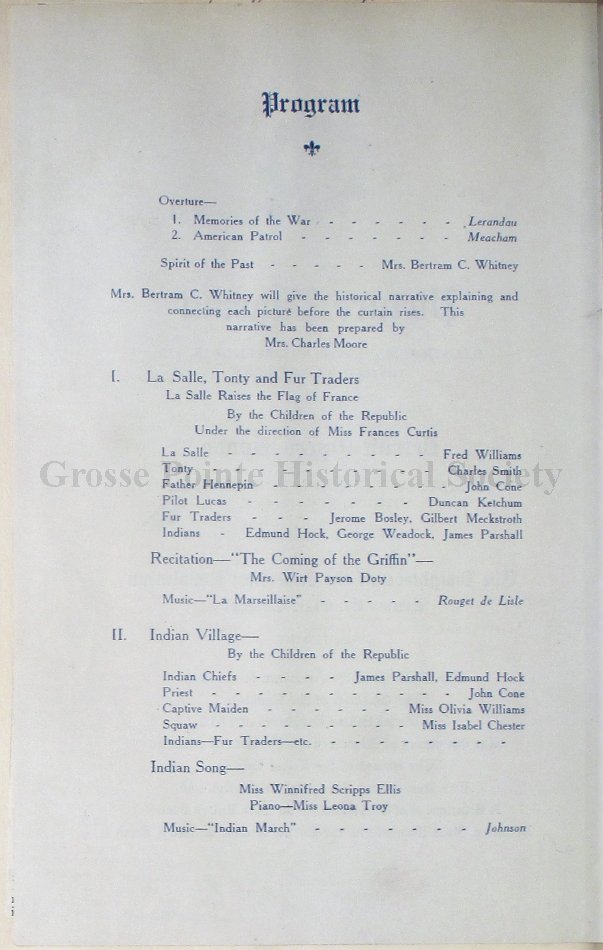 Program
Overture—
1. Memories of the War - - - - - - Lerandau
2. American Patrol - - - - - - - Meacham
Spirit of the Past - - - - - Mrs. Bertram C. Whitney
Mrs. Bertram C. Whitney will give the historical narrative explaining and
connecting each picture before the curtain rises. This
narrative has been prepared by
Mrs. Charles Moore
I. La Salle, Tonty and Fur Traders
La Salle Raises the Flag of France
By the Children of the Republic
Under the direction of Miss Frances Curtis
La Salle - - - - - - - - - Fred Williams
Tonty - - - - - - - - - - Charles Smith
Grosse Pointe Historical Society
Father Hennepin - - - - - - - - John Cone
Pilot Lucas - - - - - - - Duncan Ketchum
Fur Traders - - - Jerome Bosley, Gilbert Meckstroth
Indians - Edmund Hock, George Weadock, James Parshall
Recitation—"The Coming of the Griffin"—
Mrs. Wirt Payson Doty
Music—"La Marseillaise" - - - - - Rouget de Lisle
II. Indian Village—
By the Children of the Republic
Indian Chiefs - - - - James Parshall, Edmund Hock
Priest - - - - - - - - - - - John Cone
Captive Maiden - - - - - - Miss Olivia Williams
Squaw - - - - - - - - - Miss Isabel Chester
Indians—Fur Traders—etc. - - - - - - - -
Indian Song—
Miss Winnifred Scripps Ellis
Piano—Miss Leona Troy
Music—"Indian March" - - - - - - - Johnson